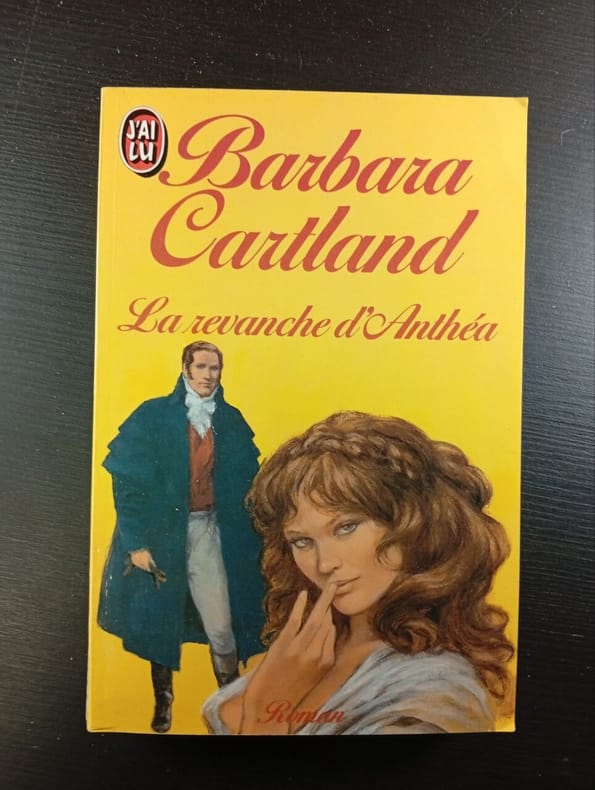 J'AI
LU
Barbara
Cartland
La revanche d'Anthéa
Roman